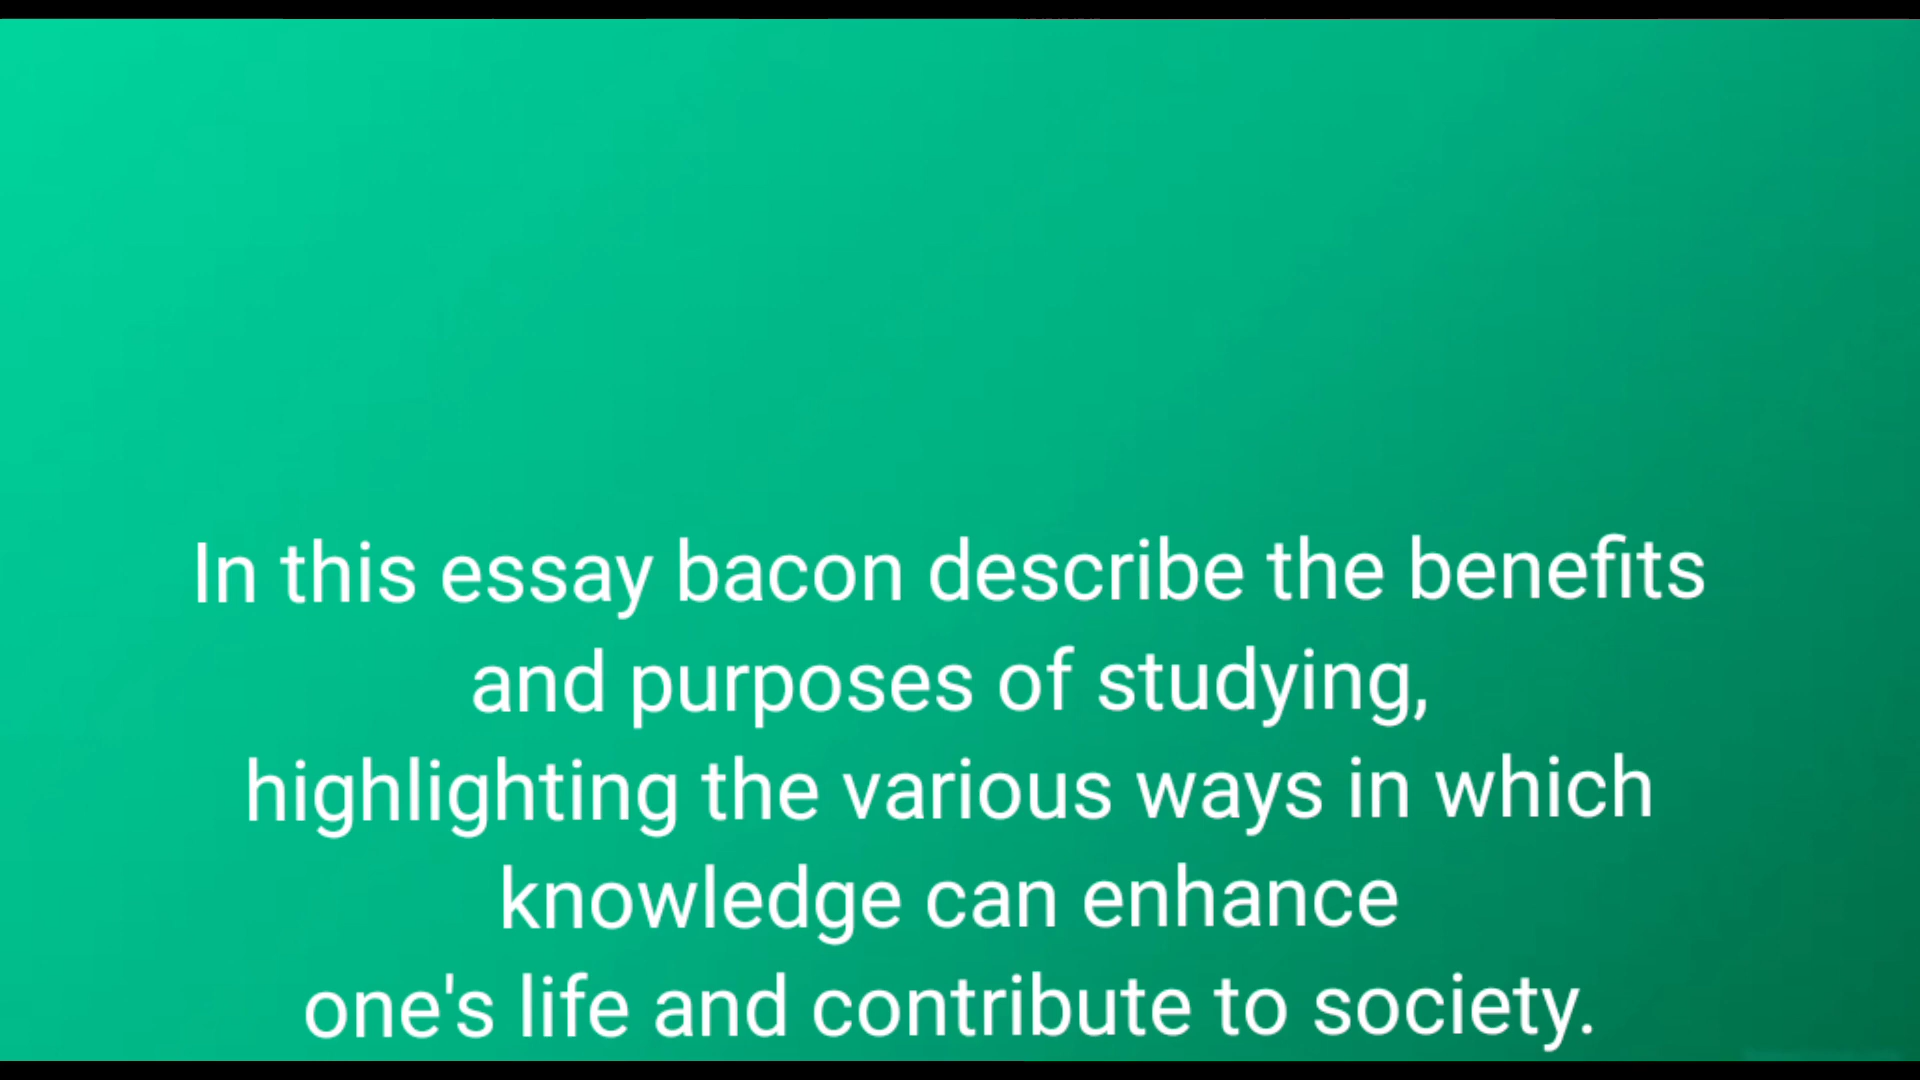 In this essay bacon describe the benefits
and purposes of studying,
highlighting the various ways in which
knowledge can enhance
one's life and contribute to society.